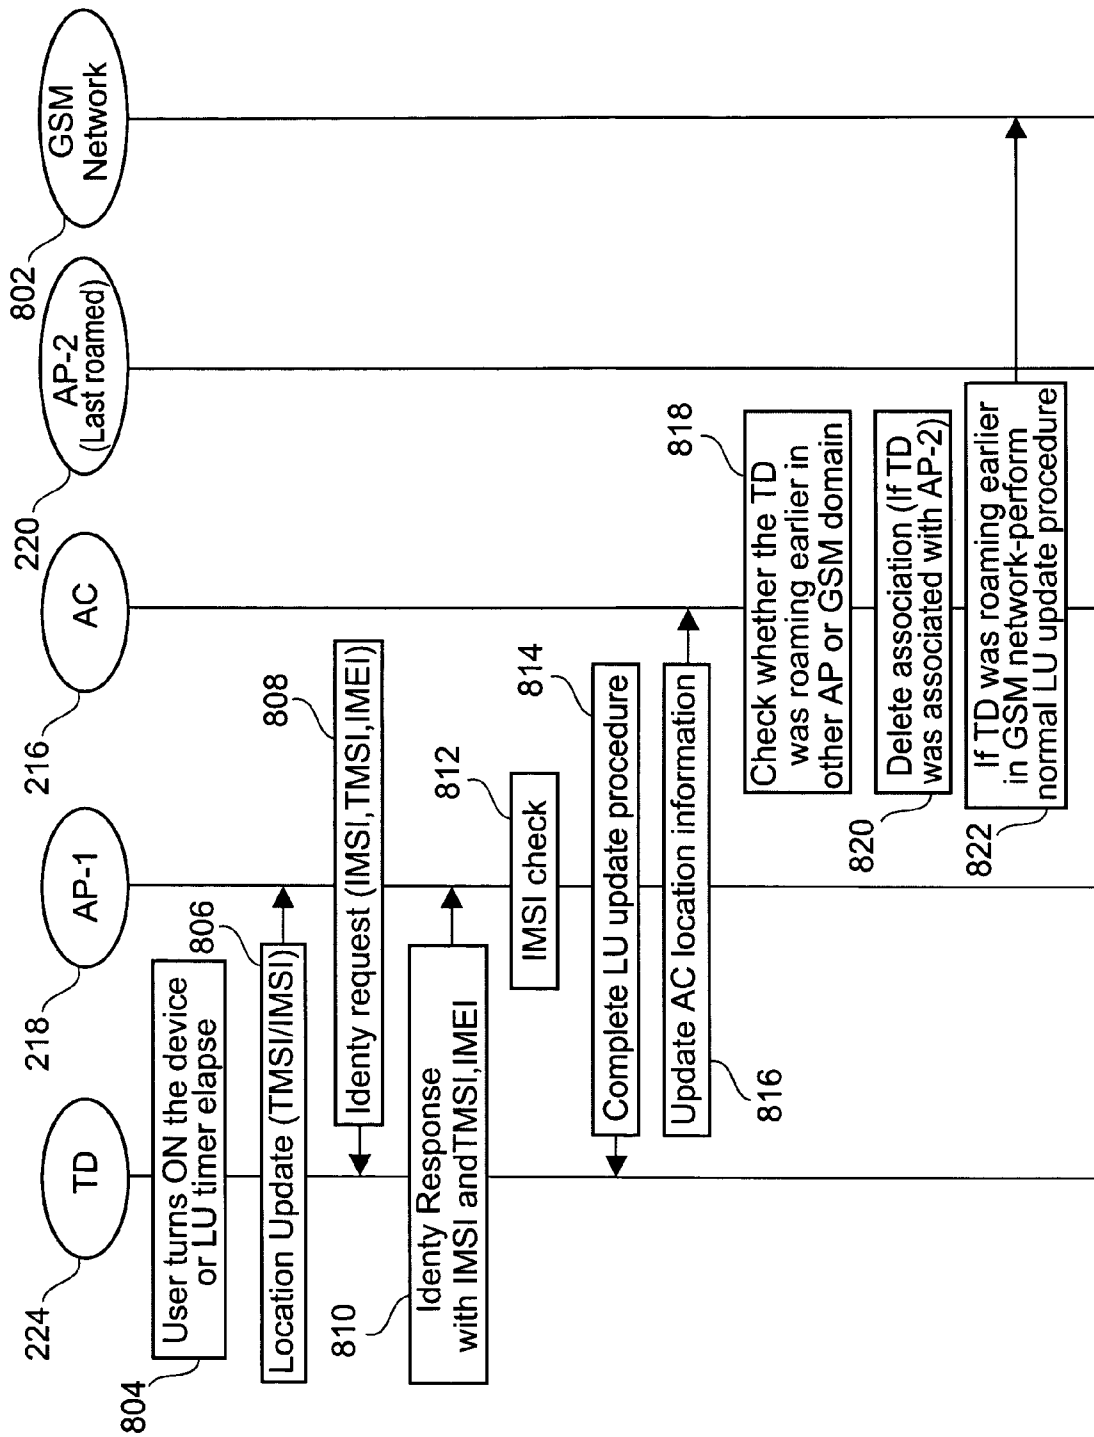 224
TD
218
AP-1
216
AC
220
AP-2
(Last roamed)
802
GSM
Network
804
User turns ON the device
or LU timer elapse
806
Location Update (TMSI/IMSI)
808
Identy request (IMSI,TMSI,IMEI)
810
Identy Response
with IMSI andTMSI,IMEI
812
IMSI check
814
Complete LU update procedure
816
Update AC location information
818
Check whether the TD
was roaming earlier in
other AP or GSM domain
820
Delete association (If TD
was associated with AP-2)
822
If TD was roaming earlier
in GSM network-perform
normal LU update procedure